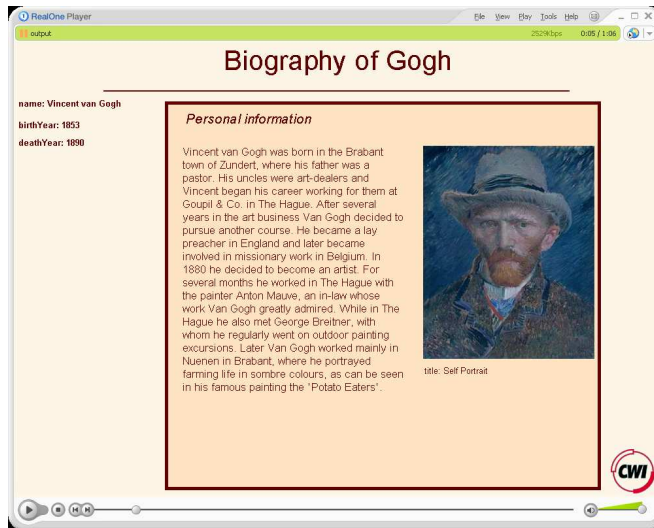 RealOne Player
File View Play Tools Help
output
2529kbps 0:05 / 1:06
Biography of Gogh
name: Vincent van Gogh
birthYear: 1853
deathYear: 1890
Personal information
Vincent van Gogh was born in the Brabant
town of Zundert, where his father was a
pastor. His uncles were art-dealers and
Vincent began his career working for them at
Goupil & Co. in The Hague. After several
years in the art business Van Gogh decided to
pursue another course. He became a lay
preacher in England and later became
involved in missionary work in Belgium. In
1880 he decided to become an artist. For
several months he worked in The Hague with
the painter Anton Mauve, an in-law whose
work Van Gogh greatly admired. While in The
Hague he also met George Breitner, with
whom he regularly went on outdoor painting
excursions. Later Van Gogh worked mainly in
Nuenen in Brabant, where he portrayed
farming life in sombre colours, as can be seen
in his famous painting the "Potato Eaters".
title: Self Portrait
CWI